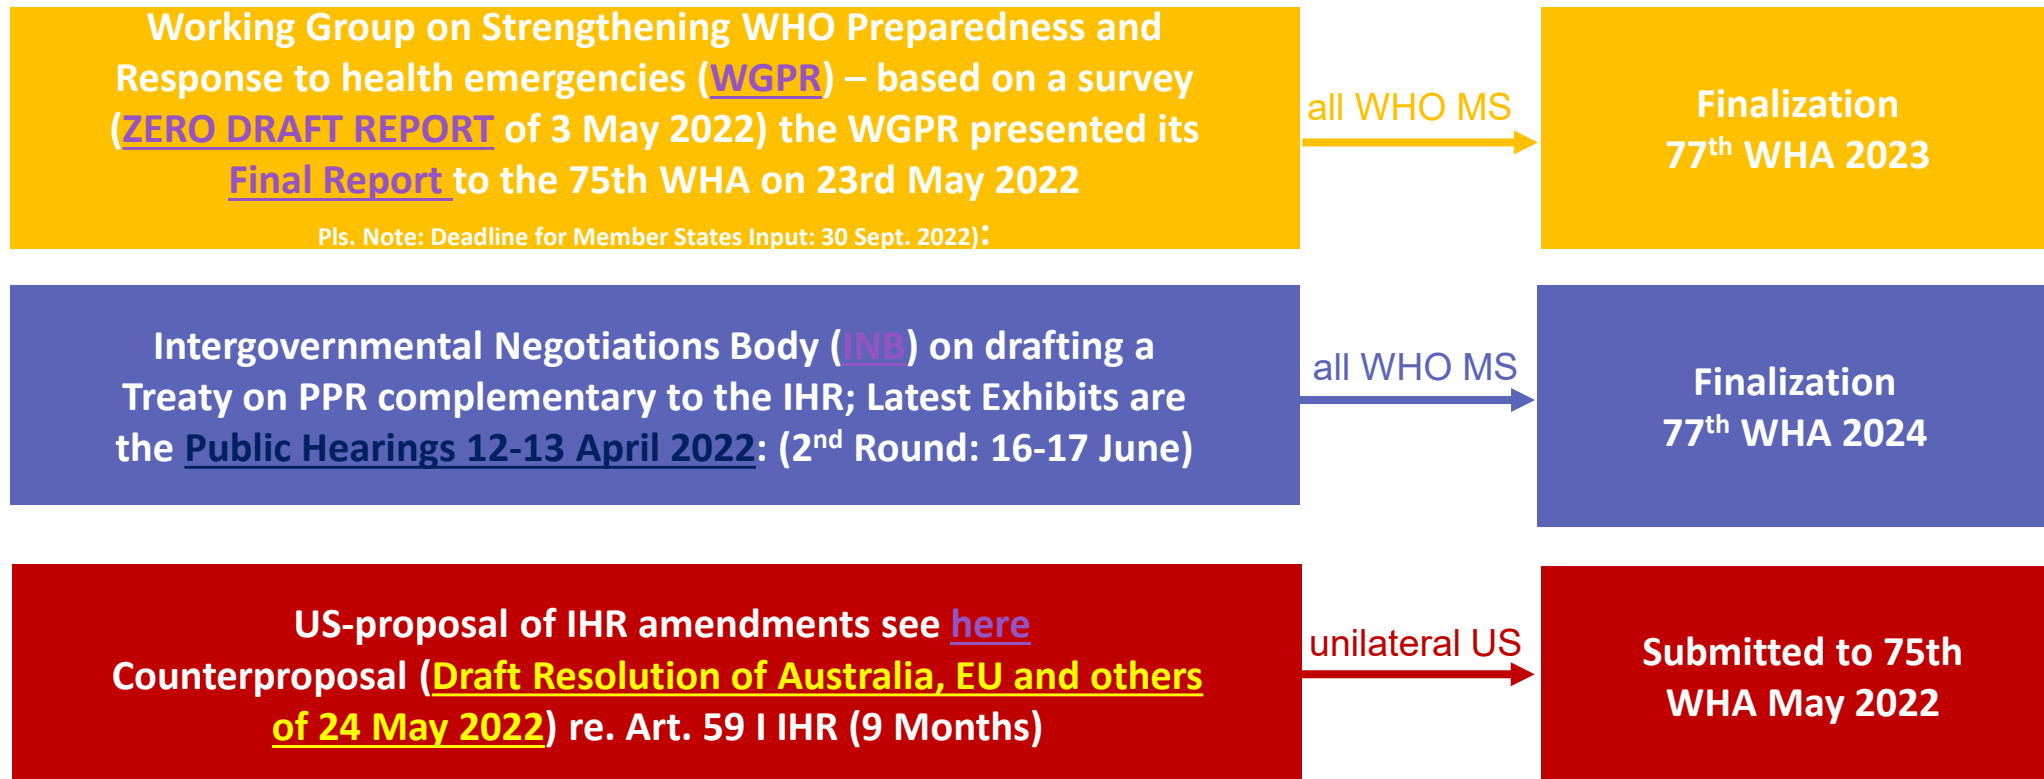 Working Group on Strengthening WHO Preparedness and
Response to health emergencies (WGPR) – based on a survey
(ZERO DRAFT REPORT of 3 May 2022) the WGPR presented its
Final Report to the 75th WHA on 23rd May 2022
Pls. Note: Deadline for Member States Input: 30 Sept. 2022):
all WHO MS
Finalization
77th WHA 2023
Intergovernmental Negotiations Body (INB) on drafting a
Treaty on PPR complementary to the IHR; Latest Exhibits are
the Public Hearings 12-13 April 2022: (2nd Round: 16-17 June)
all WHO MS
Finalization
77th WHA 2024
US-proposal of IHR amendments see here
Counterproposal (Draft Resolution of Australia, EU and others
of 24 May 2022) re. Art. 59 I IHR (9 Months)
unilateral US
Submitted to 75th
WHA May 2022